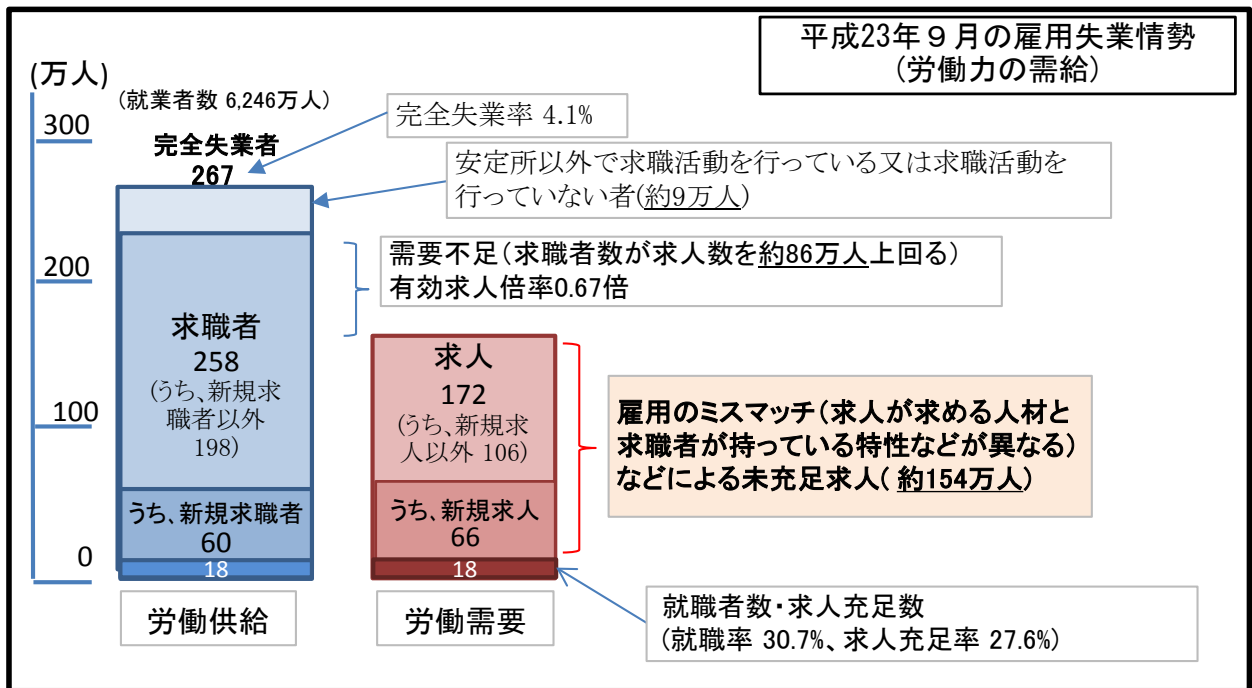 平成23年９月の雇用失業情勢
(労働力の需給)
(万人)
300
200
100
0
(就業者数 6,246万人)
完全失業者
267
完全失業率 4.1%
安定所以外で求職活動を行っている又は求職活動を
行っていない者(約9万人)
需要不足(求職者数が求人数を約86万人上回る)
有効求人倍率0.67倍
求職者
258
(うち、新規求
職者以外
198)
うち、新規求職者
60
18
労働供給
求人
172
(うち、新規求
人以外 106)
うち、新規求人
66
18
労働需要
雇用のミスマッチ(求人が求める人材と
求職者が持っている特性などが異なる)
などによる未充足求人( 約154万人)
就職者数・求人充足数
(就職率 30.7%、求人充足率 27.6%)